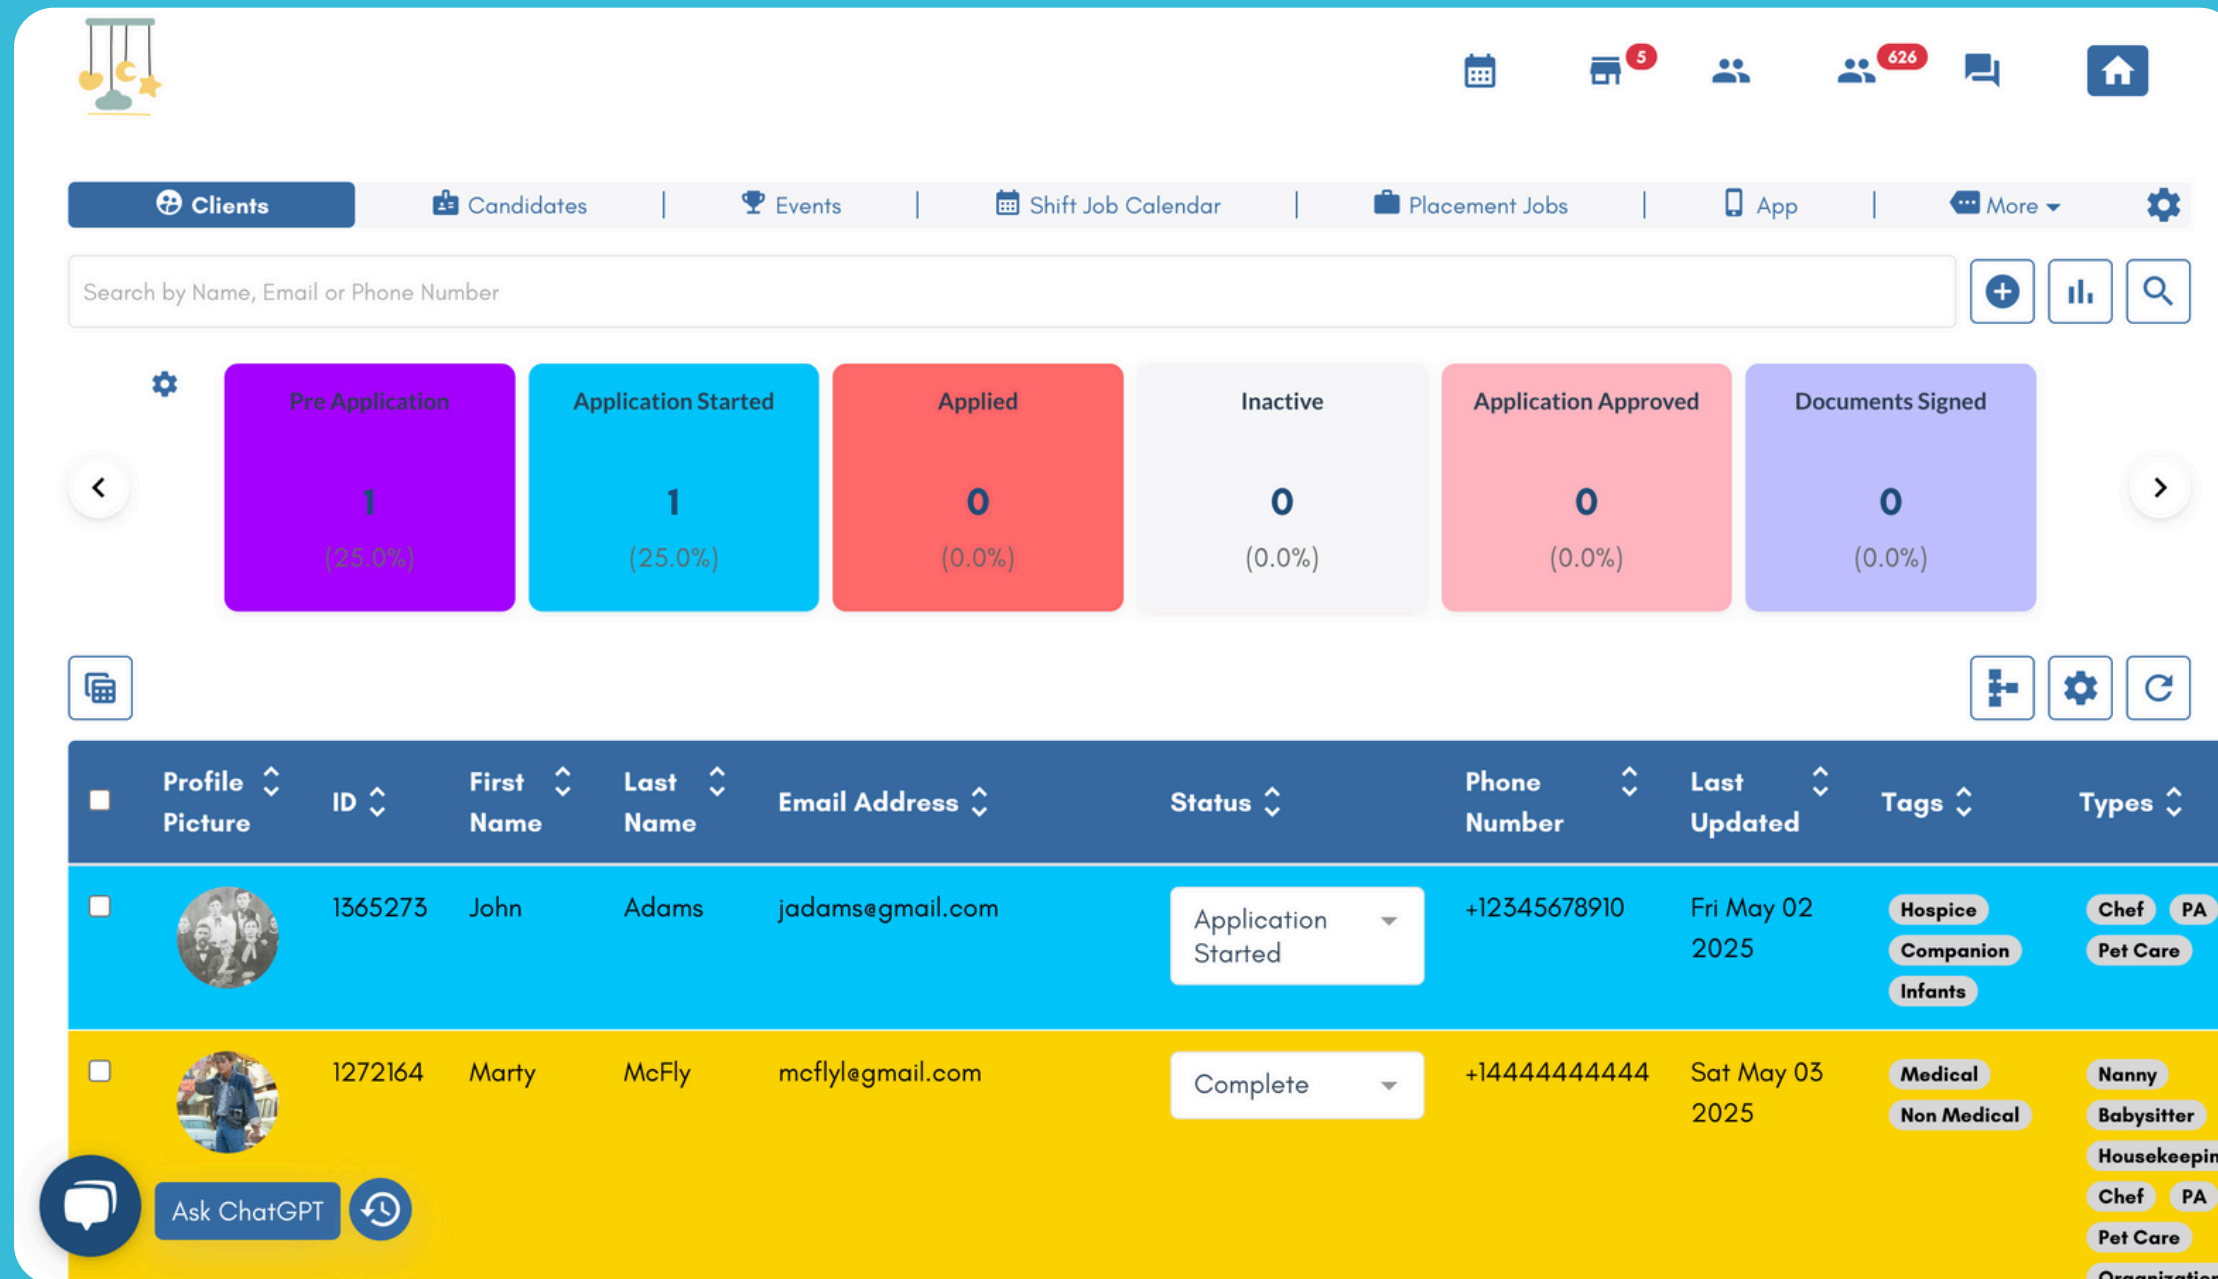 5
626
Clients
Candidates
Events
Shift Job Calendar
Placement Jobs
App
More
Search by Name, Email or Phone Number
Pre Application
1
(25.0%)
Application Started
1
(25.0%)
Applied
0
(0.0%)
Inactive
0
(0.0%)
Application Approved
0
(0.0%)
Documents Signed
0
(0.0%)
Profile
Picture
ID
First
Name
Last
Name
Email Address
Status
Phone
Number
Last
Updated
Tags
Types
1365273
John
Adams
jadams@gmail.com
Application
Started
+12345678910
Fri May 02
2025
Hospice
Companion
Infants
Chef PA
Pet Care
1272164
Marty
McFly
mcflyl@gmail.com
Complete
+14444444444
Sat May 03
2025
Medical
Non Medical
Nanny
Babysitter
Housekeepin
Chef PA
Pet Care
Ask ChatGPT